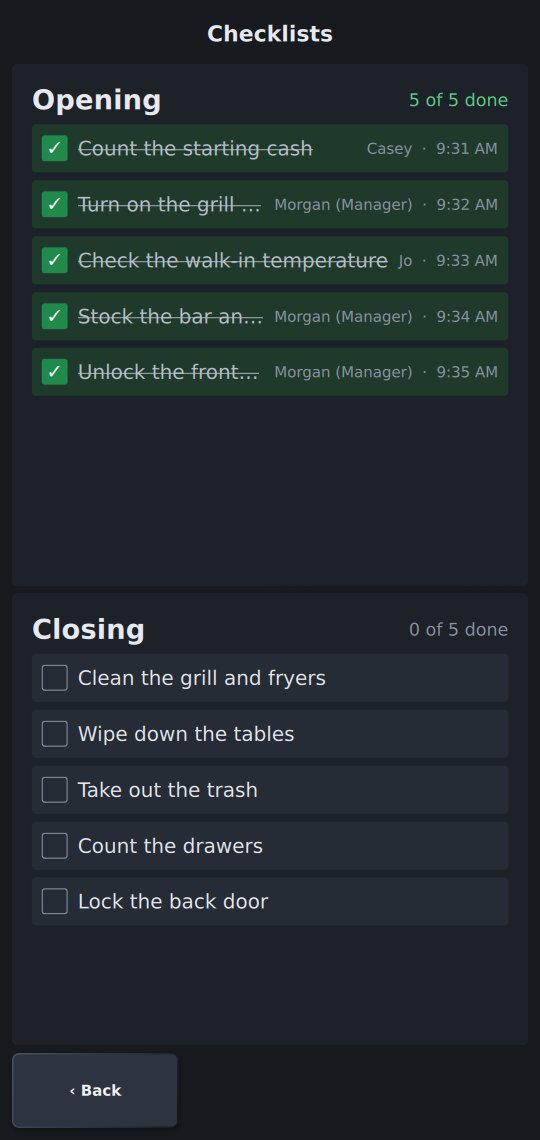 Checklists
Opening 5 of 5 done
✓ Count the starting cash Casey · 9:31 AM
✓ Turn on the grill … Morgan (Manager) · 9:32 AM
✓ Check the walk-in temperature Jo · 9:33 AM
✓ Stock the bar an… Morgan (Manager) · 9:34 AM
✓ Unlock the front… Morgan (Manager) · 9:35 AM
Closing 0 of 5 done
Clean the grill and fryers
Wipe down the tables
Take out the trash
Count the drawers
Lock the back door
‹ Back